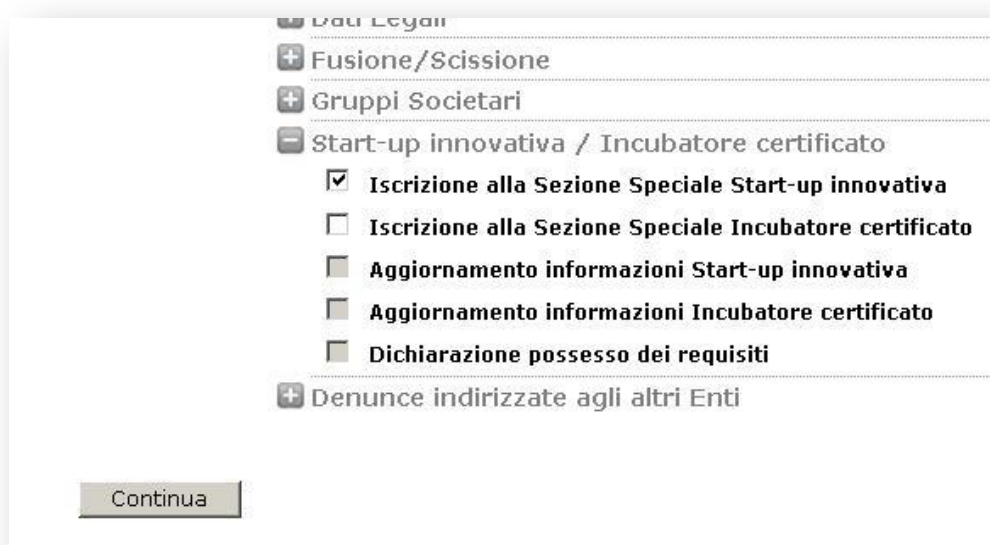 Dati Legali
Fusione/Scissione
Gruppi Societari
Start-up innovativa / Incubatore certificato
Iscrizione alla Sezione Speciale Start-up innovativa
Iscrizione alla Sezione Speciale Incubatore certificato
Aggiornamento informazioni Start-up innovativa
Aggiornamento informazioni Incubatore certificato
Dichiarazione possesso dei requisiti
Denunce indirizzate agli altri Enti
Continua